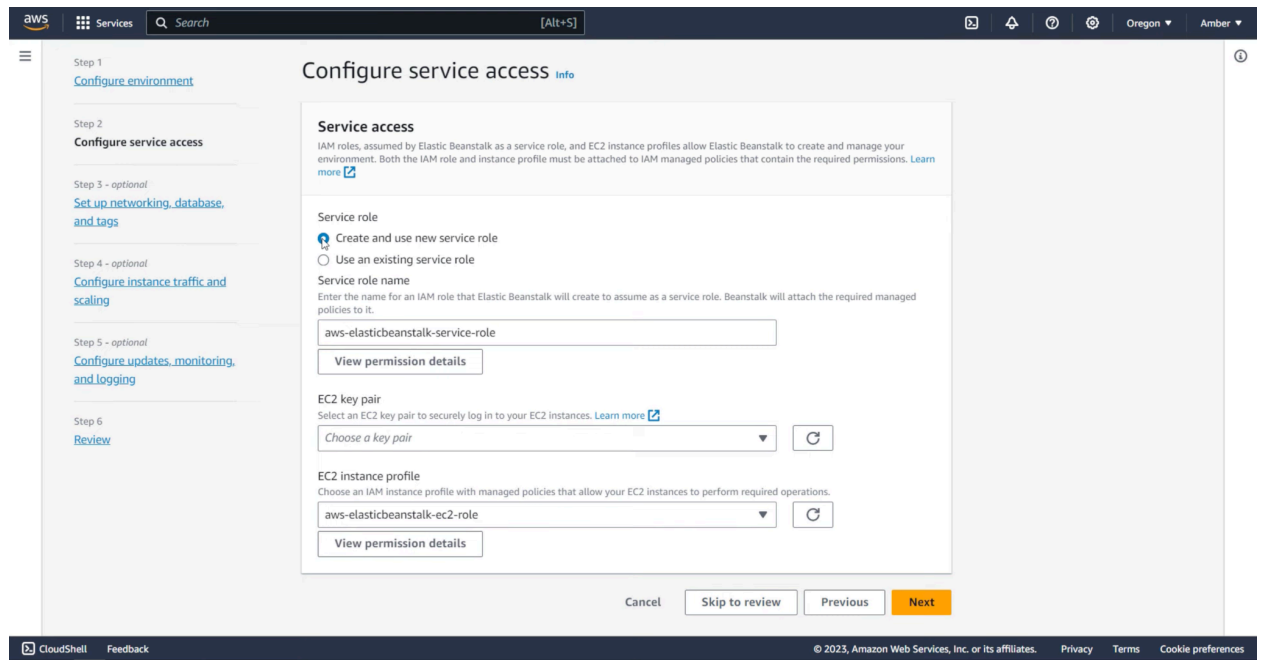 aws
Services
Search
[Alt+S]
Oregon
Amber
Step 1
Configure environment
Step 2
Configure service access
Step 3 - optional
Set up networking, database,
and tags
Step 4 - optional
Configure instance traffic and
scaling
Step 5 - optional
Configure updates, monitoring,
and logging
Step 6
Review
Configure service access Info
Service access
IAM roles, assumed by Elastic Beanstalk as a service role, and EC2 instance profiles allow Elastic Beanstalk to create and manage your
environment. Both the IAM role and instance profile must be attached to IAM managed policies that contain the required permissions. Learn
more
Service role
Create and use new service role
Use an existing service role
Service role name
Enter the name for an IAM role that Elastic Beanstalk will create to assume as a service role. Beanstalk will attach the required managed
policies to it.
aws-elasticbeanstalk-service-role
View permission details
EC2 key pair
Select an EC2 key pair to securely log in to your EC2 instances. Learn more
Choose a key pair
EC2 instance profile
Choose an IAM instance profile with managed policies that allow your EC2 instances to perform required operations.
aws-elasticbeanstalk-ec2-role
View permission details
Cancel
Skip to review
Previous
Next
CloudShell
Feedback
© 2023, Amazon Web Services, Inc. or its affiliates.
Privacy
Terms
Cookie preferences